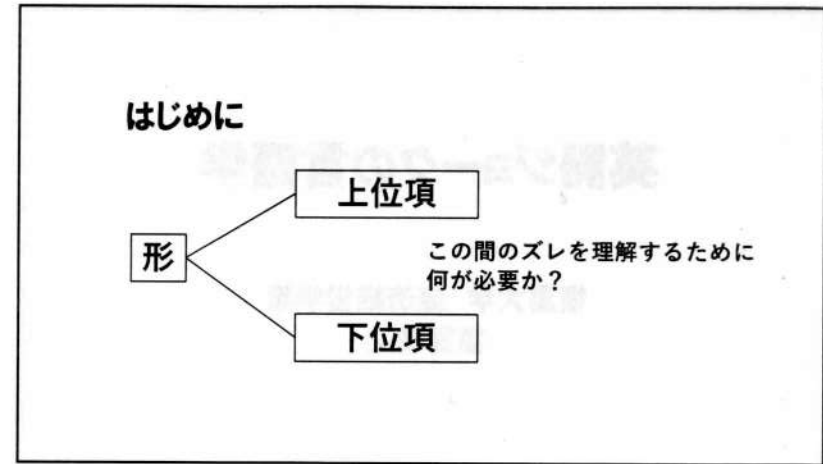 はじめに
上位項
形
この間のズレを理解するために
何が必要か？
下位項